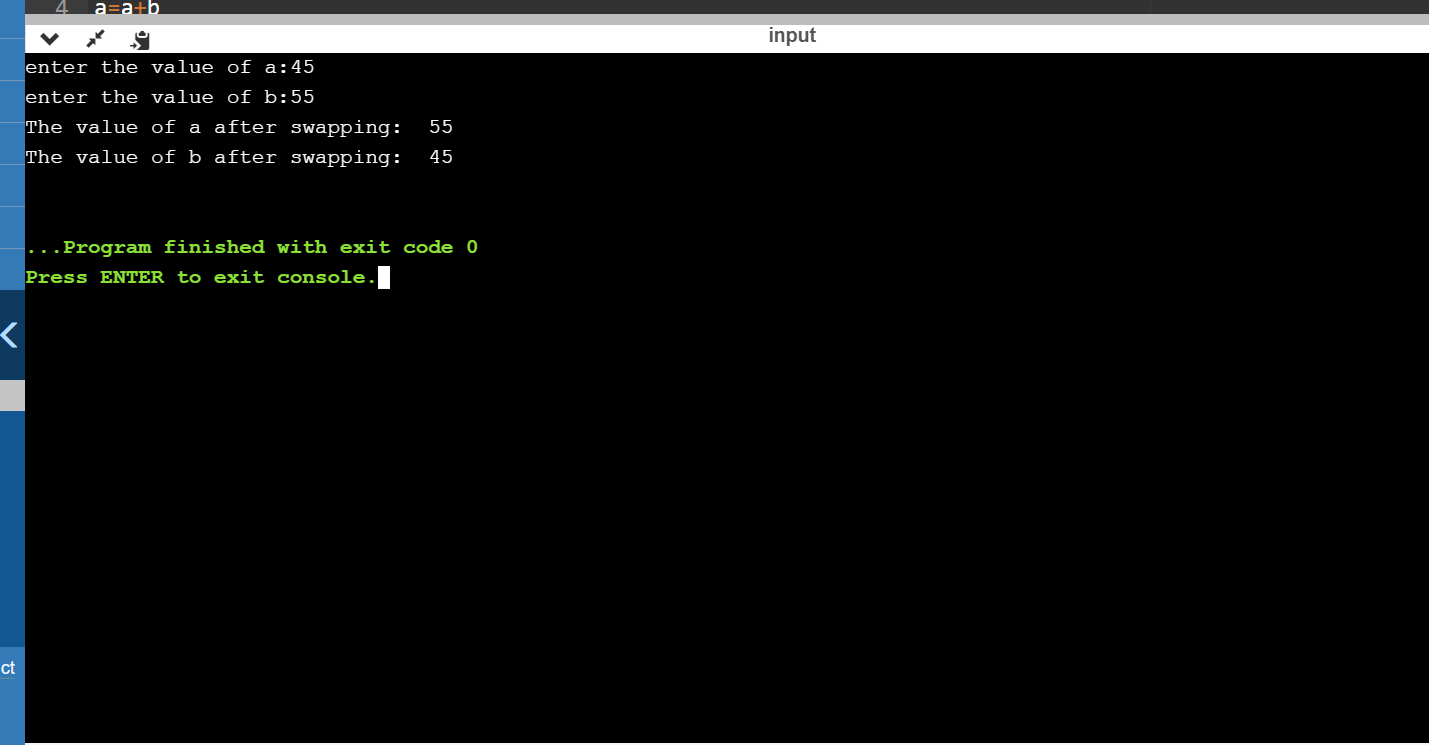 4 a=a+b
input
enter the value of a:45
enter the value of b:55
The value of a after swapping:  55
The value of b after swapping:  45
...Program finished with exit code 0
Press ENTER to exit console.
ct